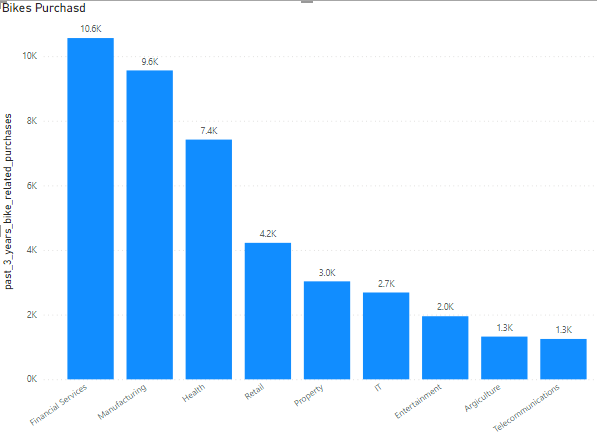 Bikes Purchasd
past_3_years_bike_related_purchases
10K
8K
6K
4K
2K
0K
10.6K
9.6K
7.4K
4.2K
3.0K
2.7K
2.0K
1.3K
1.3K
Financial Services
Manufacturing
Health
Retail
Property
IT
Entertainment
Argiculture
Telecommunications